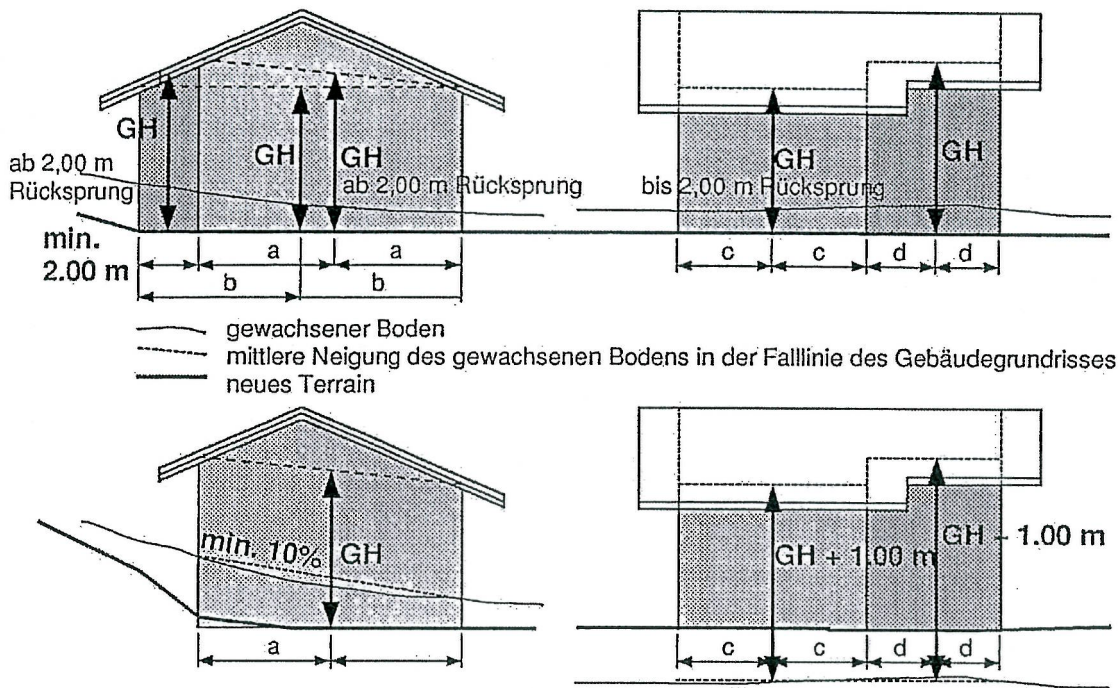 GH
GH
GH
GH
GH
ab 2,00 m
Rücksprung
ab 2,00 m Rücksprung
bis 2,00 m Rücksprung
min.
2.00 m
a
a
b
b
c
c
d
d
gewachsener Boden
mittlere Neigung des gewachsenen Bodens in der Falllinie des Gebäudegrundrisses
neues Terrain
min. 10%
GH
GH + 1.00 m
GH - 1.00 m
a
c
c
d
d